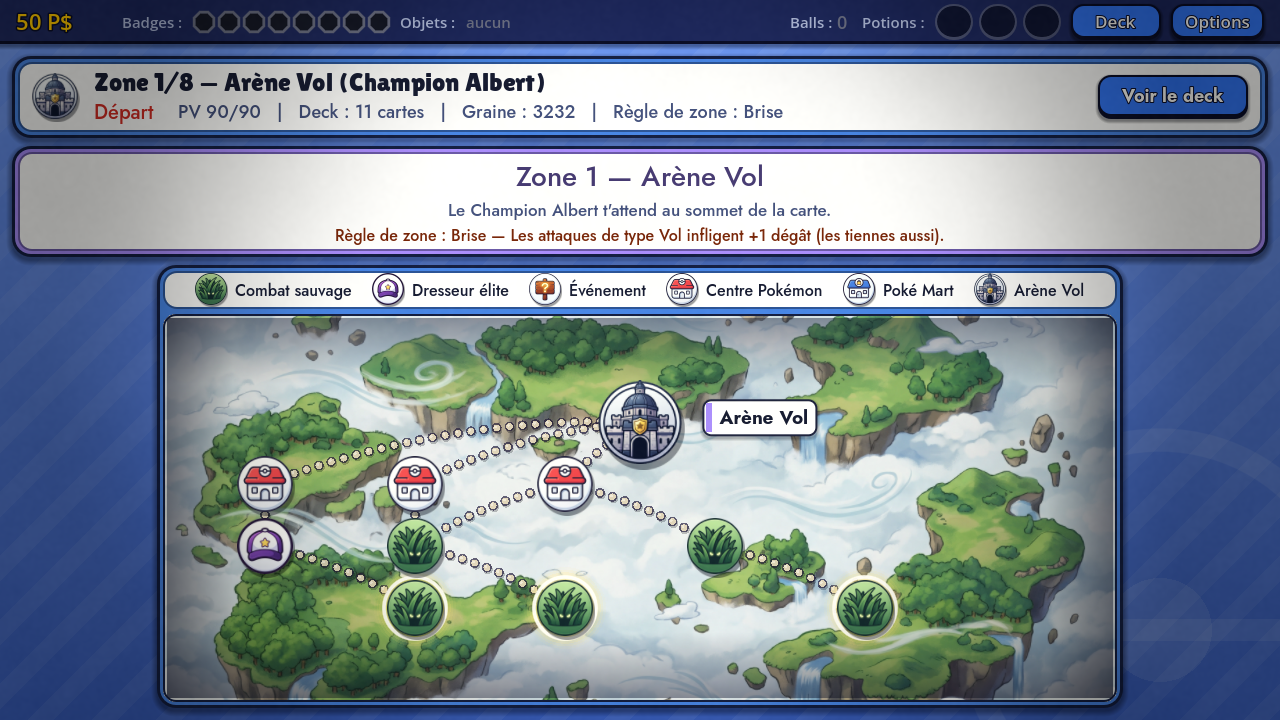 50 P$ Badges : Objets : aucun Balls : 0 Potions : Deck Options
Zone 1/8 — Arène Vol (Champion Albert)
Départ PV 90/90 | Deck : 11 cartes | Graine : 3232 | Règle de zone : Brise
Voir le deck
Zone 1 — Arène Vol
Le Champion Albert t'attend au sommet de la carte.
Règle de zone : Brise — Les attaques de type Vol infligent +1 dégât (les tiennes aussi).
Combat sauvage Dresseur élite Événement Centre Pokémon Poké Mart Arène Vol
Arène Vol